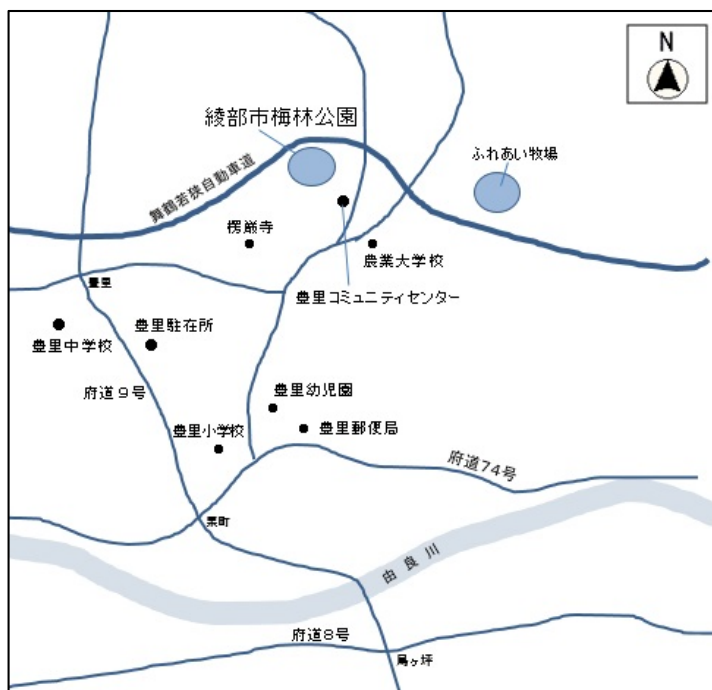 N
綾部市梅林公園
ふれあい牧場
舞鶴若狭自動車道
楞巌寺
農業大学校
豊里
豊里コミュニティセンター
豊里中学校
豊里駐在所
府道9号
豊里幼児園
豊里小学校
豊里郵便局
府道74号
栗町
由良川
府道8号
鳥ヶ坪